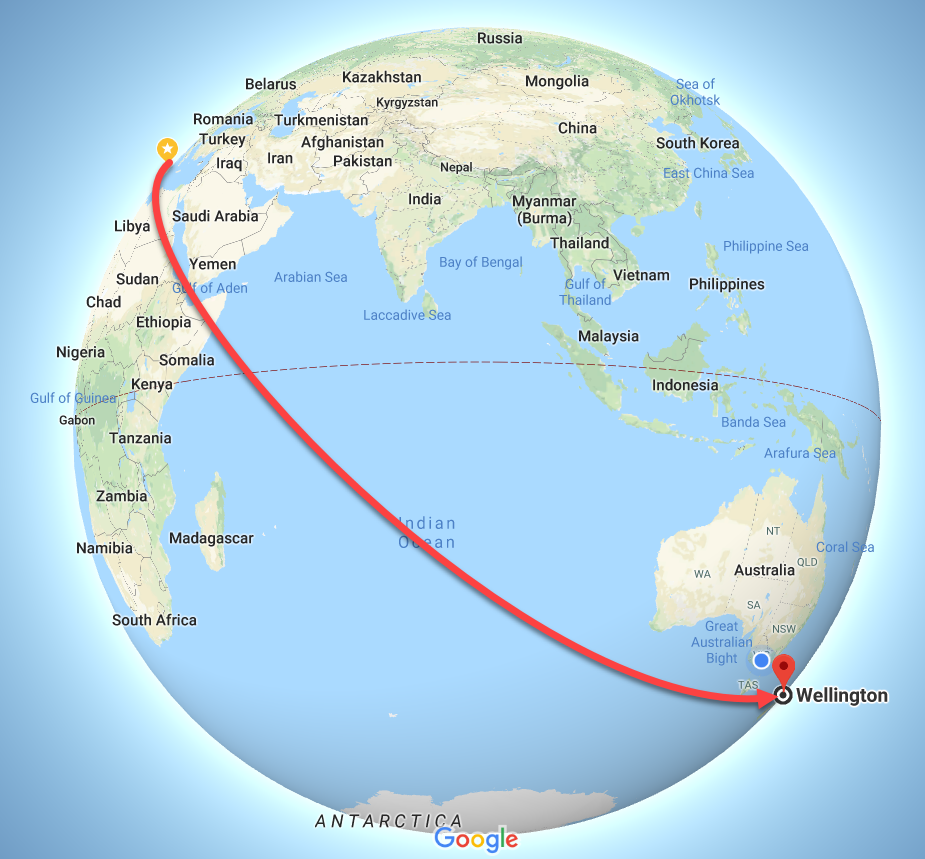 Russia
Belarus
Kazakhstan
Mongolia
Sea of
Okhotsk
Kyrgyzstan
Romania
Turkmenistan
China
Turkey
Afghanistan
South Korea
Iraq
Iran
Pakistan
Nepal
East China Sea
India
Myanmar
(Burma)
Libya
Saudi Arabia
Thailand
Philippine Sea
Yemen
Bay of Bengal
Sudan
Arabian Sea
Vietnam
Gulf of Aden
Gulf of
Thailand
Philippines
Chad
Laccadive Sea
Ethiopia
Malaysia
Nigeria
Somalia
Kenya
Indonesia
Gulf of Guinea
Gabon
Banda Sea
Tanzania
Arafura Sea
Zambia
Indian
Ocean
NT
Madagascar
Namibia
Coral Sea
QLD
WA
Australia
SA
South Africa
Great
Australian
Bight
NSW
TAS
Wellington
ANTARCTICA
Google